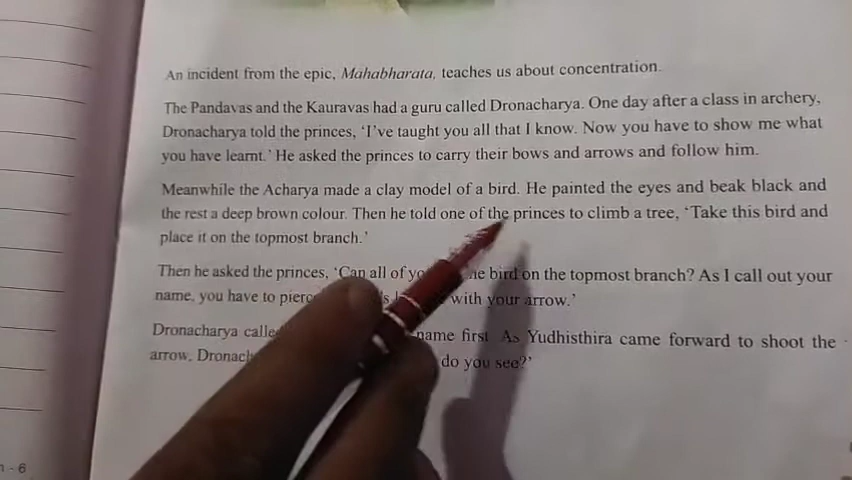 An incident from the epic, Mahabharata, teaches us about concentration.
The Pandavas and the Kauravas had a guru called Dronacharya. One day after a class in archery,
Dronacharya told the princes, ‘I’ve taught you all that I know. Now you have to show me what
you have learnt.’ He asked the princes to carry their bows and arrows and follow him.
Meanwhile the Acharya made a clay model of a bird. He painted the eyes and beak black and
the rest a deep brown colour. Then he told one of the princes to climb a tree, ‘Take this bird and
place it on the topmost branch.’
Then he asked the princes, ‘Can all of bird on the topmost branch? As I call out your
name, you have to with your arrow.’
Dronacharya name first. As Yudhisthira came forward to shoot the
arrow, do you see?’
- 6